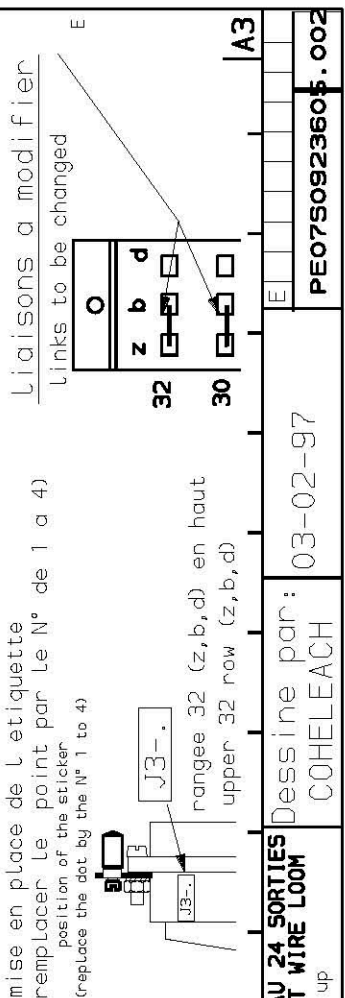 mise en place de l etiquette
remplacer le point par le N° de 1 a 4)
position of the sticker
(replace the dot by the N° 1 to 4)
J3-.
J3-.
rangee 32 (z,b,d) en haut
upper 32 row (z,b,d)
Liaisons a modifier
links to be changed
z b d
32
30
E
A3
AU 24 SORTIES
T WIRE LOOM
up
Dessine par:
COHELEACH
03-02-97
E
PE0750923605.002